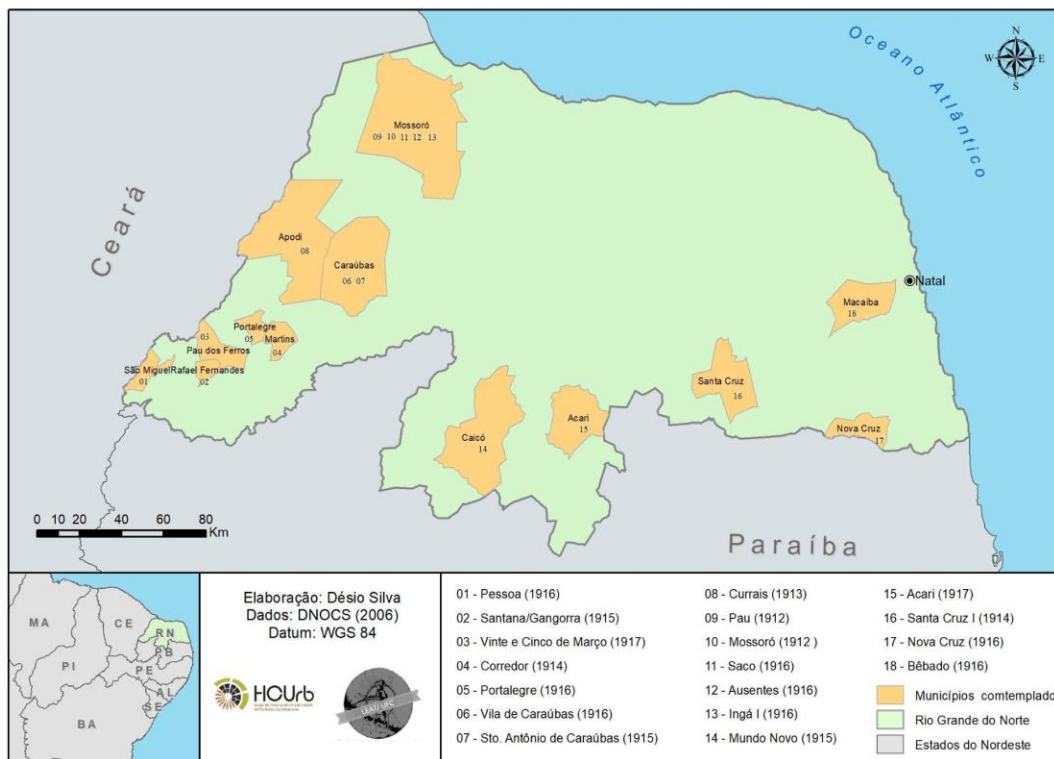 N
W E
S
Oceano Atlântico
Ceará
Mossoró
09 10 11 12 13
Apodi
08
Caraúbas
06 07
Natal
Macaíba
18
Portalegre
05
Martins
04
03
Pau dos Ferros
São Miguel
01
Rafael Fernandes
02
Santa Cruz
16
Caicó
14
Acari
15
Nova Cruz
17
0 10 20 40 60 80
Km
Paraíba
MA
CE
RN
PB
PI
PE
AL
SE
BA
Elaboração: Désio Silva
Dados: DNOCS (2006)
Datum: WGS 84
HCUrb
LEAT/ UFC
01 - Pessoa (1916)
02 - Santana/Gangorra (1915)
03 - Vinte e Cinco de Março (1917)
04 - Corredor (1914)
05 - Portalegre (1916)
06 - Vila de Caraúbas (1916)
07 - Sto. Antônio de Caraúbas (1915)
08 - Currais (1913)
09 - Pau (1912)
10 - Mossoró (1912 )
11 - Saco (1916)
12 - Ausentes (1916)
13 - Ingá I (1916)
14 - Mundo Novo (1915)
15 - Acari (1917)
16 - Santa Cruz I (1914)
17 - Nova Cruz (1916)
18 - Bêbado (1916)
Municípios comtemplado
Rio Grande do Norte
Estados do Nordeste